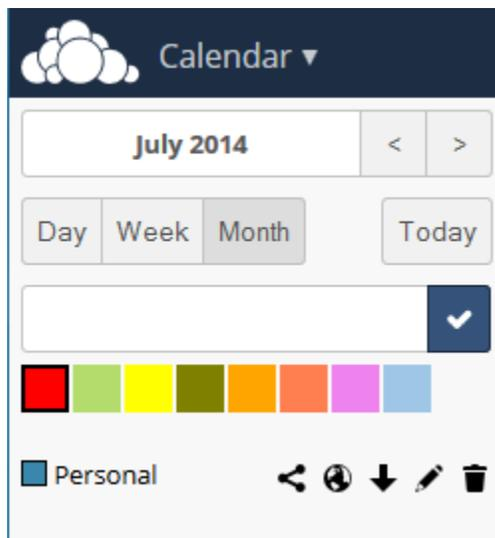 Calendar ▾
July 2014 < >
Day Week Month Today
Personal